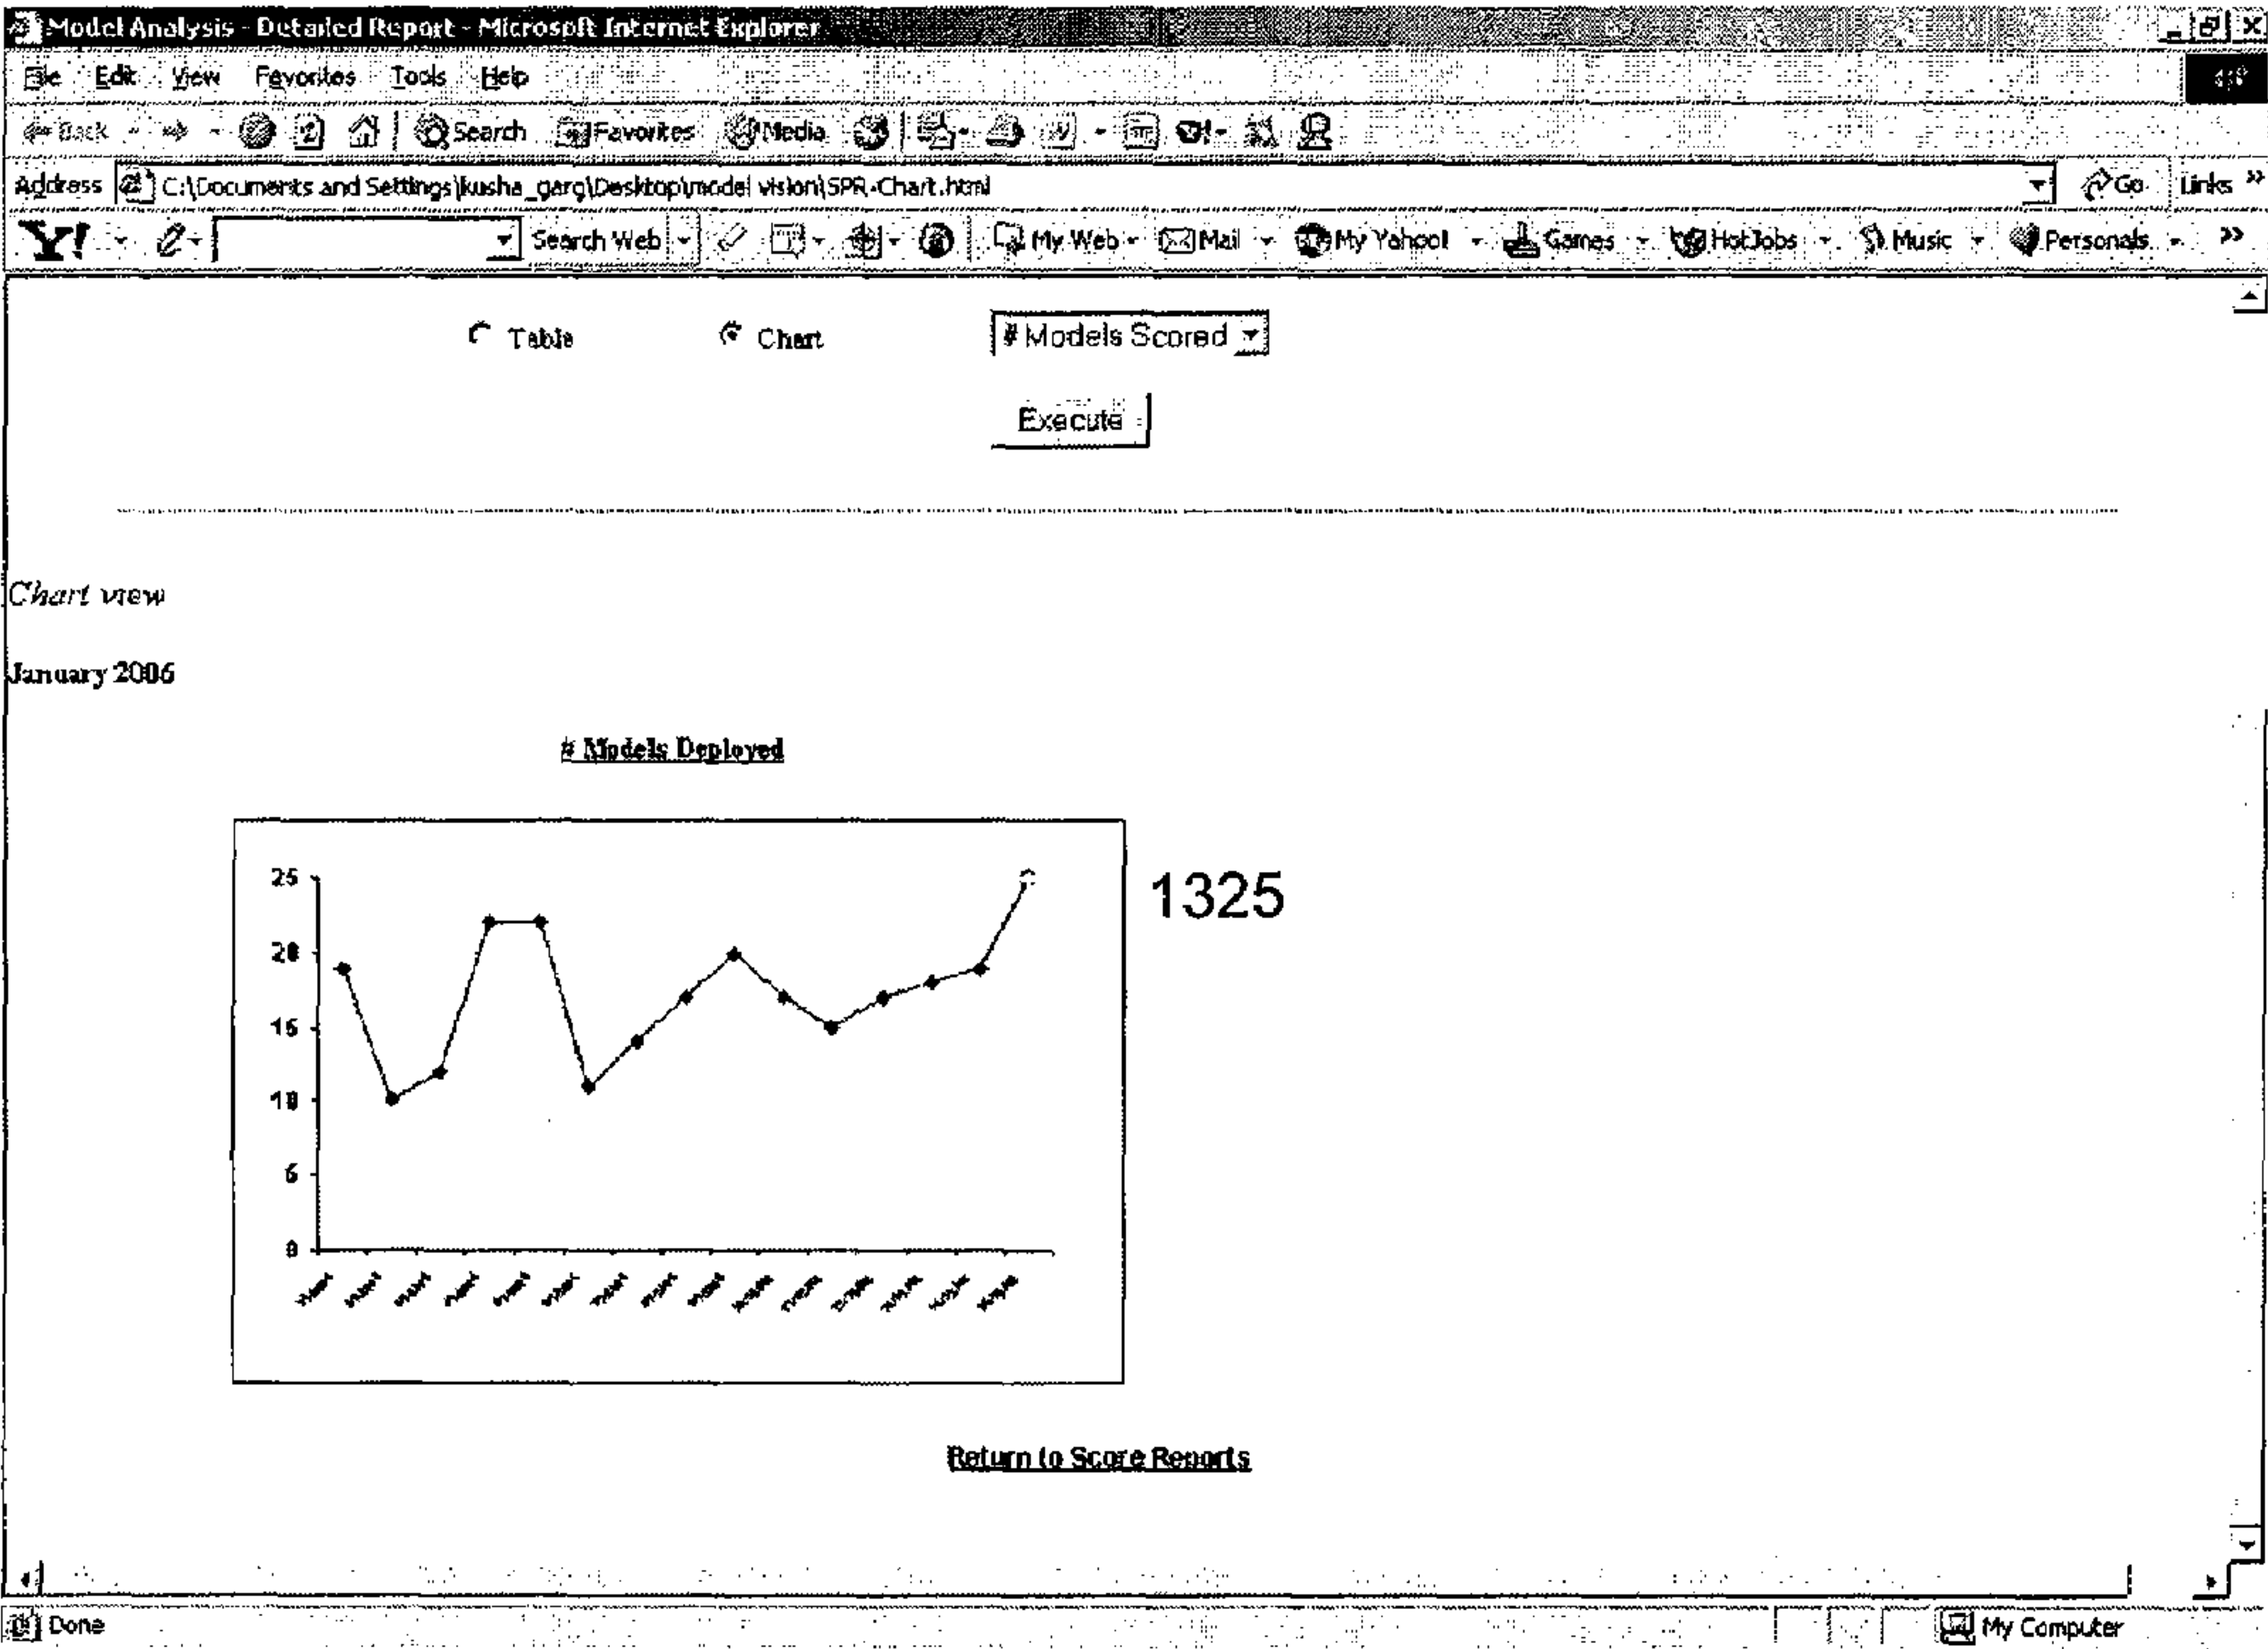 Model Analysis - Detailed Report - Microsoft Internet Explorer
File Edit View Favorites Tools Help
Back Search Favorites Media
Address C:\Documents and Settings\kusha_garg\Desktop\model vision\SPR-Chart.html Go Links »
Y! Search Web My Web Mail My Yahoo! Games HotJobs Music Personals »
Table Chart # Models Scored
Execute
Chart view
January 2006
# Models Deployed
25
20
15
10
5
0
1325
Return to Score Reports
Done My Computer